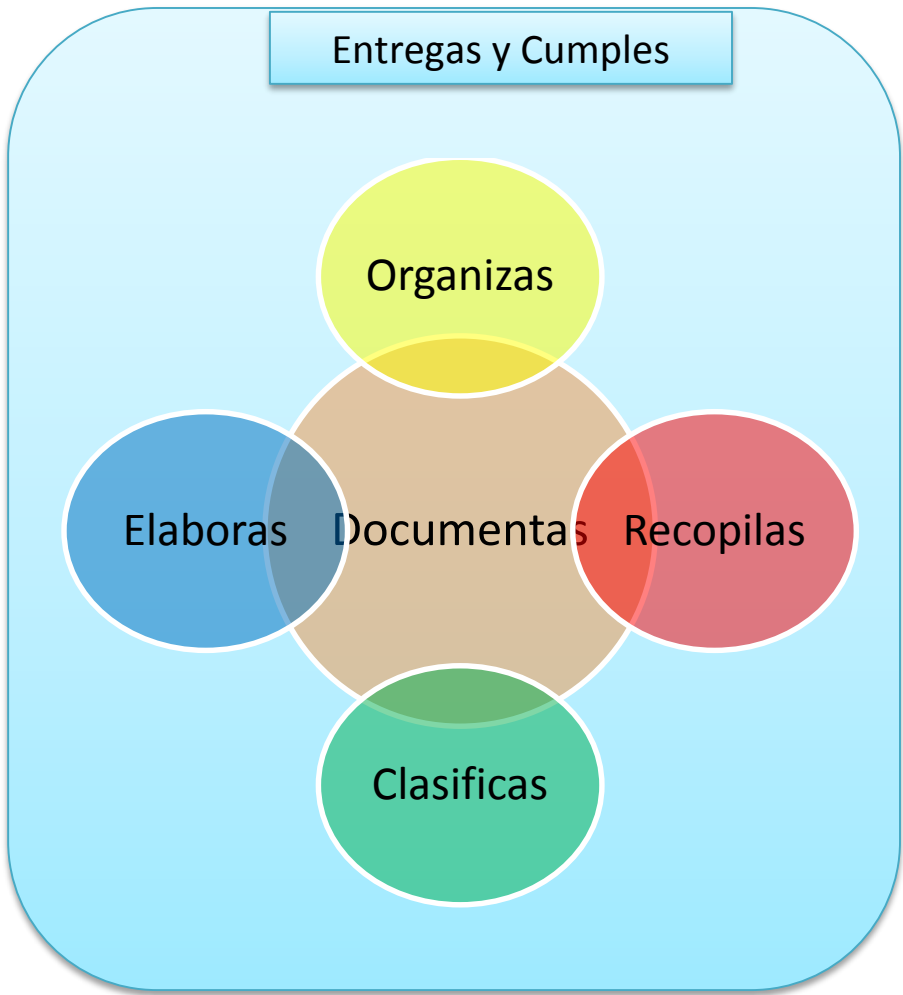 Entregas y Cumples
Organizas
Elaboras
Documentas
Recopilas
Clasificas